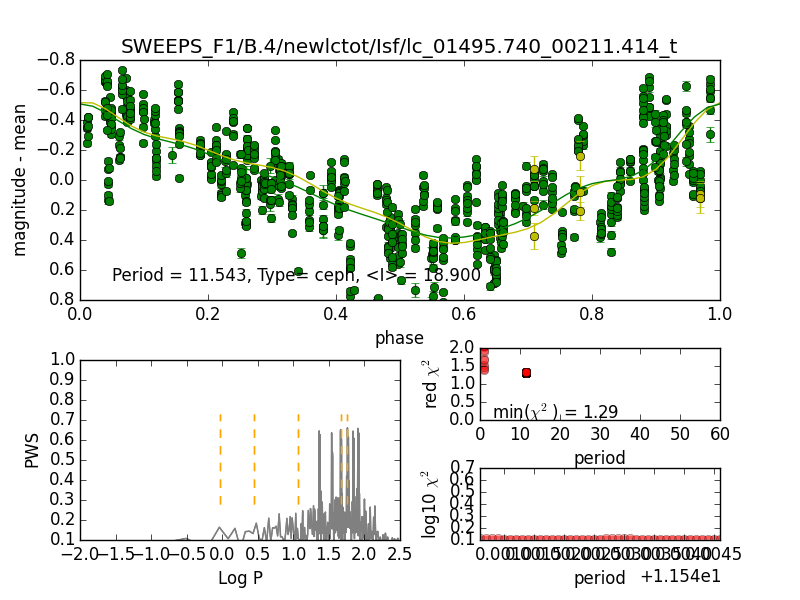 SWEEPS_F1/B.4/newlctot/Isf/lc_01495.740_00211.414_t
−0.8
−0.6
−0.4
−0.2
0.0
0.2
0.4
0.6
0.8
magnitude - mean
Period = 11.543, Type= ceph, <I> = 18.900
0.0 0.2 0.4 0.6 0.8 1.0
phase
1.0
0.9
0.8
0.7
0.6
0.5
0.4
0.3
0.2
0.1
PWS
−2.0 −1.5 −1.0 −0.5 0.0 0.5 1.0 1.5 2.0 2.5
Log P
2.0
1.5
1.0
0.5
0.0
red χ²
min(χ²) = 1.29
0 10 20 30 40 50 60
period
0.7
0.6
0.5
0.4
0.3
0.2
0.1
log10 χ²
period
+1.154e1